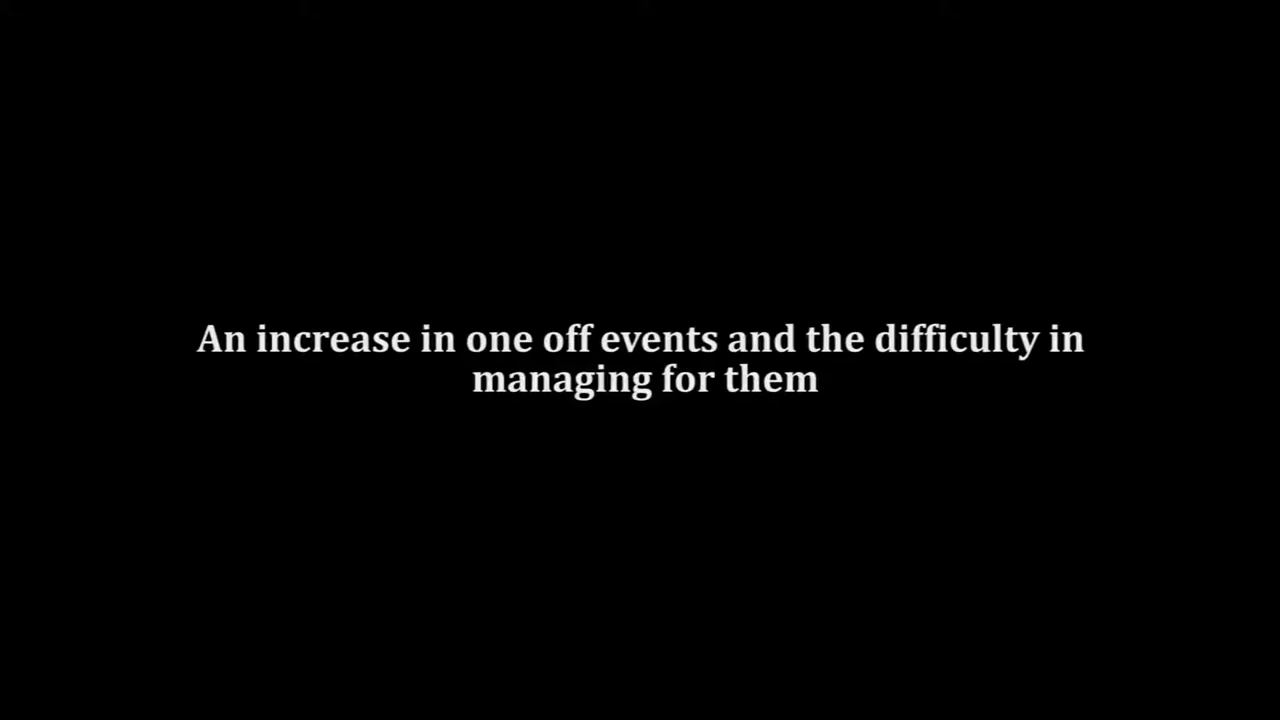 An increase in one off events and the difficulty in
managing for them